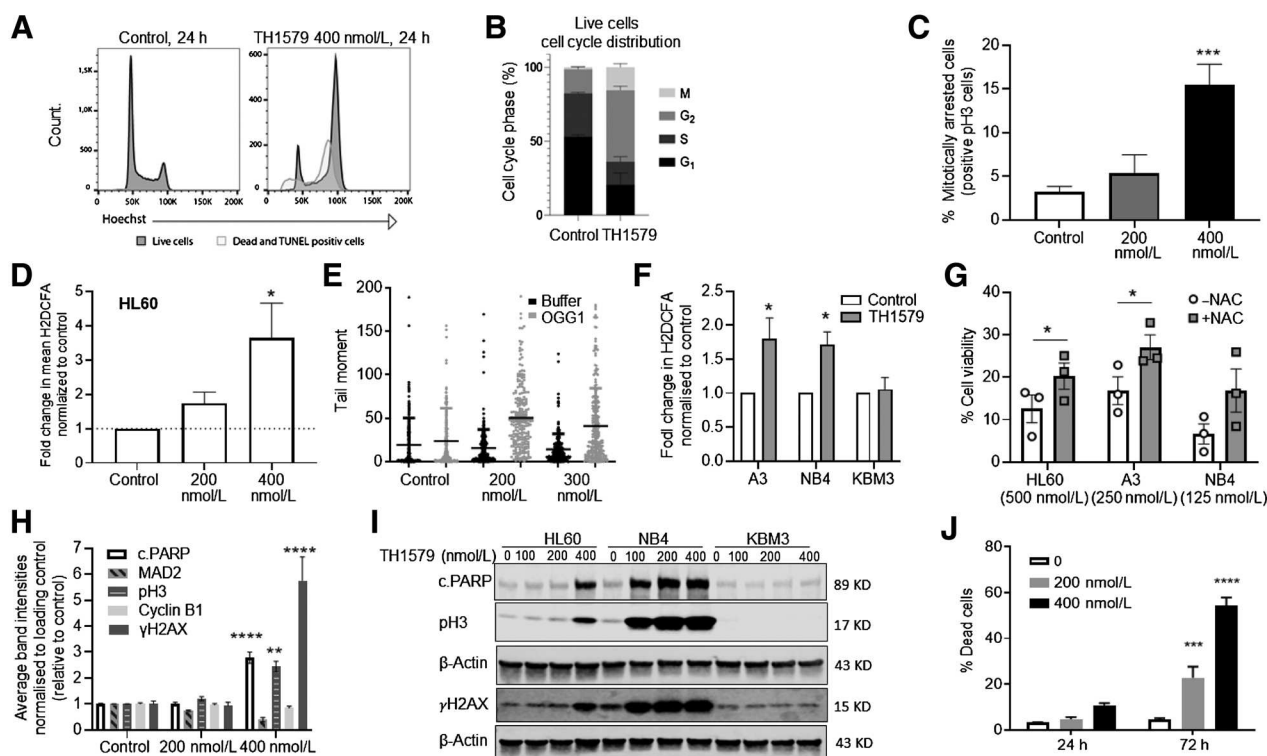 A
Control, 24 h
TH1579 400 nmol/L, 24 h
Count.
1,5K
1,0K
500
0
0 50K 100K 150K 200K
600
400
200
0
0 50K 100K 150K 200K
Hoechst
Live cells
Dead and TUNEL positiv cells
B
Live cells
cell cycle distribution
Cell cycle phase (%)
100
50
0
M
G2
S
G1
Control TH1579
C
% Mitotically arrested cells
(positive pH3 cells)
20
15
10
5
0
***
Control
200
nmol/L
400
nmol/L
D
HL60
Fold change in mean H2DCFA
normlaized to control
5
4
3
2
1
0
*
Control
200
nmol/L
400
nmol/L
E
Tail moment
200
150
100
50
0
Buffer
OGG1
Control
200
nmol/L
300
nmol/L
F
Fodl change in H2DCFA
normalised to control
2.5
2.0
1.5
1.0
0.5
0.0
* *
Control
TH1579
A3 NB4 KBM3
G
% Cell viability
40
30
20
10
0
* *
–NAC
+NAC
HL60 A3 NB4
(500 nmol/L) (250 nmol/L) (125 nmol/L)
H
Average band intensities
normalised to loading control
(relative to control)
7
6
5
4
3
2
1
0
c.PARP
MAD2
pH3
Cyclin B1
γH2AX
**** ** ****
Control 200 nmol/L 400 nmol/L
I
HL60 NB4 KBM3
TH1579 (nmol/L) 0 100 200 400 0 100 200 400 0 100 200 400
c.PARP 89 KD
pH3 17 KD
β-Actin 43 KD
γH2AX 15 KD
β-Actin 43 KD
J
% Dead cells
80
60
40
20
0
0
200 nmol/L
400 nmol/L
*** ****
24 h 72 h